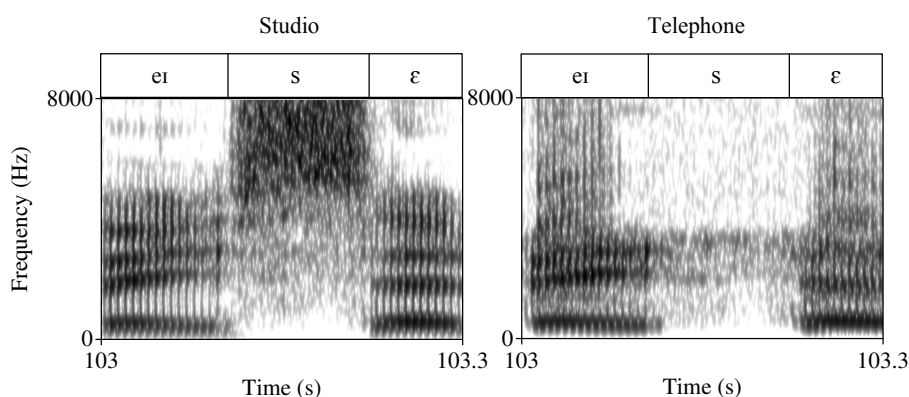 Studio Telephone
eɪ s ɛ eɪ s ɛ
8000 8000
Frequency (Hz)
0 0
103 103.3 103 103.3
Time (s) Time (s)